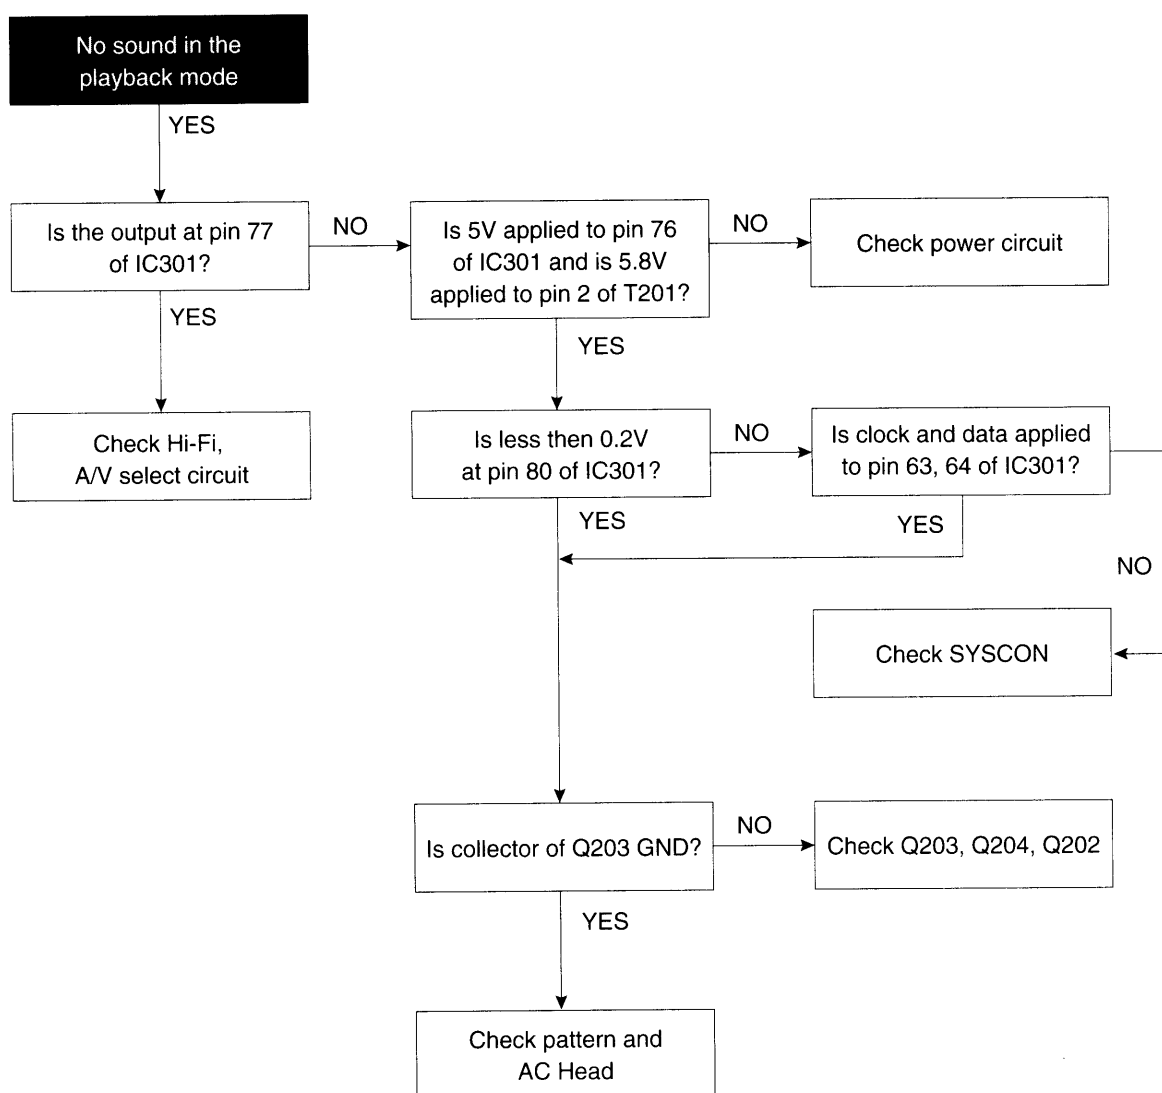 No sound in the
playback mode
YES
Is the output at pin 77
of IC301?
NO
Is 5V applied to pin 76
of IC301 and is 5.8V
applied to pin 2 of T201?
NO
Check power circuit
YES
YES
Check Hi-Fi,
A/V select circuit
Is less then 0.2V
at pin 80 of IC301?
NO
Is clock and data applied
to pin 63, 64 of IC301?
YES
YES
NO
Check SYSCON
Is collector of Q203 GND?
NO
Check Q203, Q204, Q202
YES
Check pattern and
AC Head